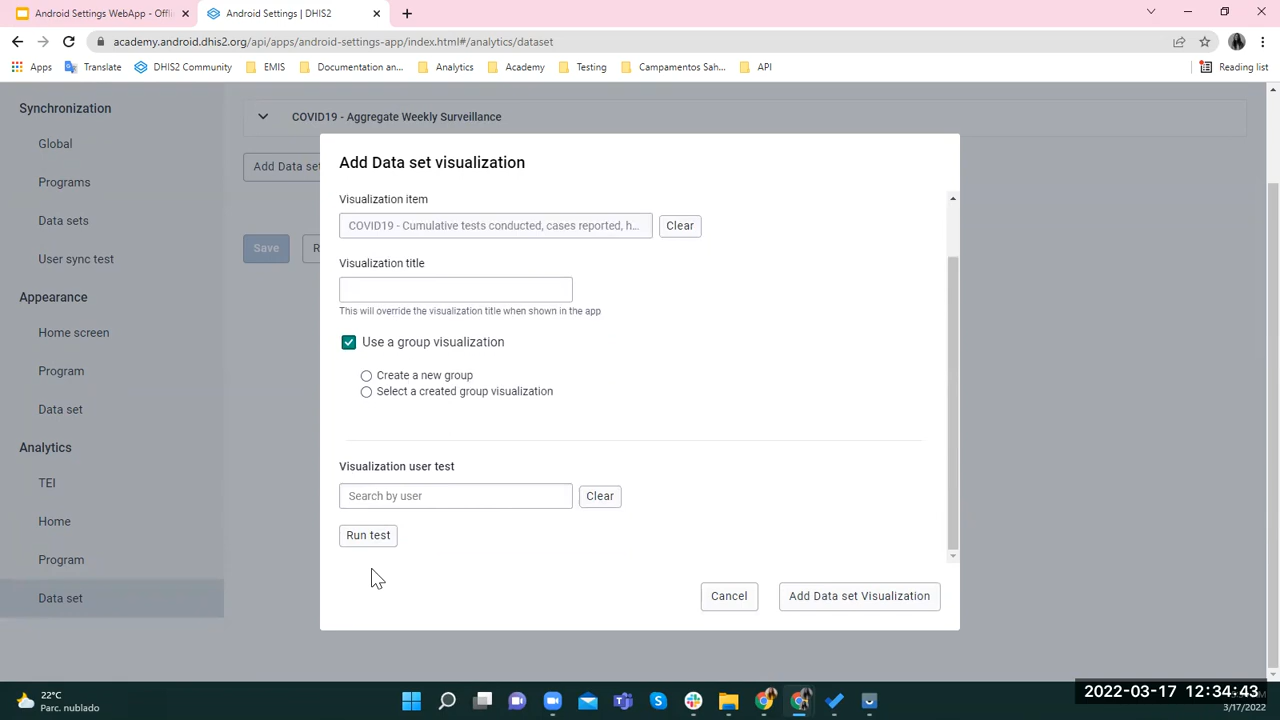 Android Settings WebApp - Offli
Android Settings | DHIS2
academy.android.dhis2.org/api/apps/android-settings-app/index.html#/analytics/dataset
Apps
Translate
DHIS2 Community
EMIS
Documentation an...
Analytics
Academy
Testing
Campamentos Sah...
API
Reading list
Synchronization
Global
Programs
Data sets
User sync test
Appearance
Home screen
Program
Data set
Analytics
TEI
Home
Program
Data set
COVID19 - Aggregate Weekly Surveillance
Add Data set
Save
R
Add Data set visualization
Visualization item
COVID19 - Cumulative tests conducted, cases reported, h...
Clear
Visualization title
This will override the visualization title when shown in the app
Use a group visualization
Create a new group
Select a created group visualization
Visualization user test
Search by user
Clear
Run test
Cancel
Add Data set Visualization
22°C
Parc. nublado
2022-03-17 12:34:43
3/17/2022